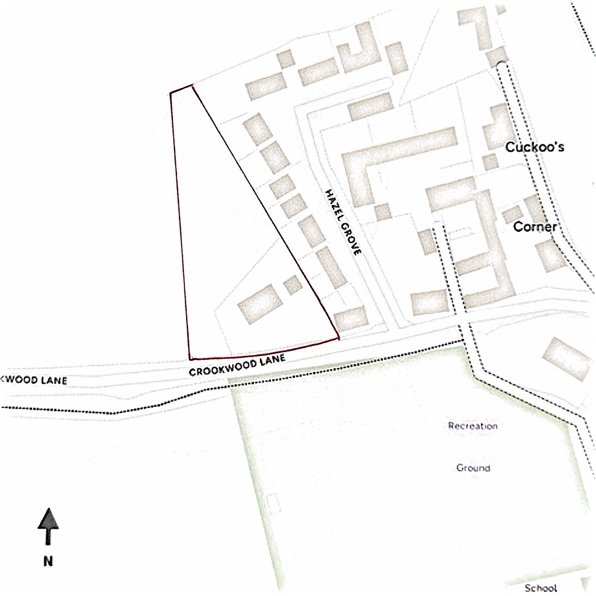 Cuckoo's
HAZEL GROVE
Corner
CROOKWOOD LANE
KWOOD LANE
Recreation
Ground
N
School